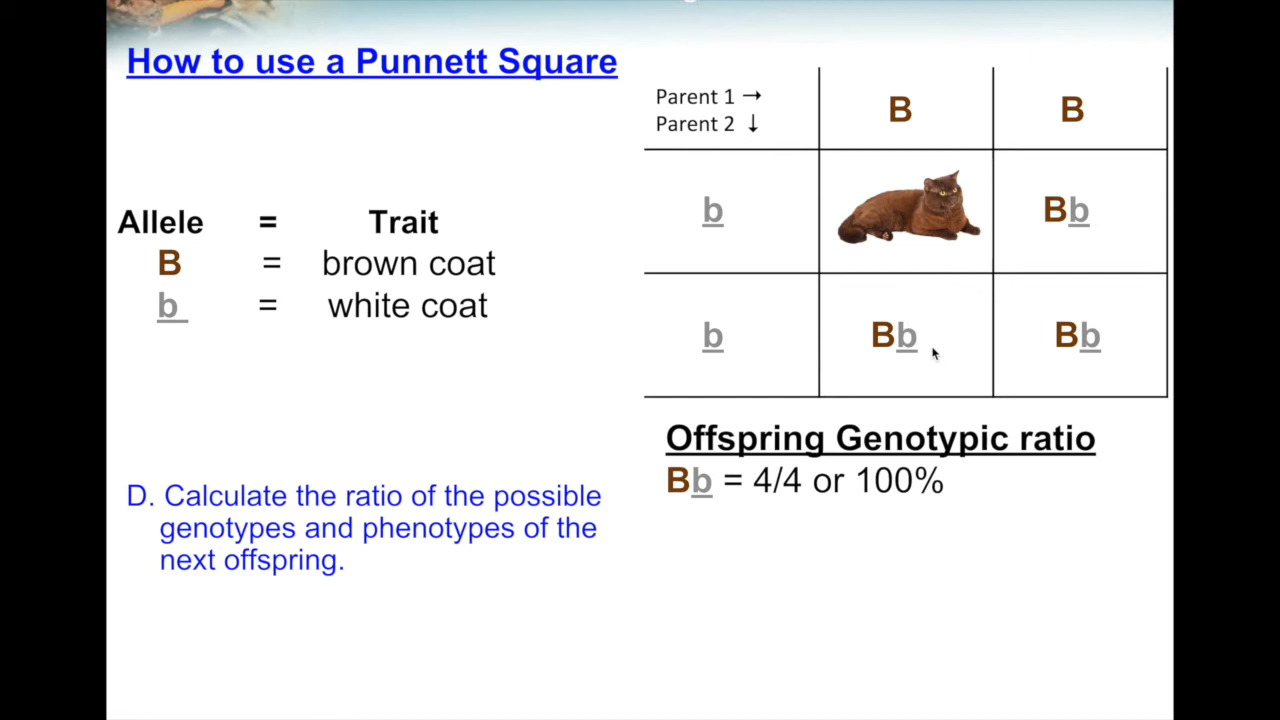 How to use a Punnett Square
Allele = Trait
B = brown coat
b = white coat
D. Calculate the ratio of the possible
genotypes and phenotypes of the
next offspring.
Parent 1 → B B
Parent 2 ↓
b Bb
b Bb Bb
Offspring Genotypic ratio
Bb = 4/4 or 100%